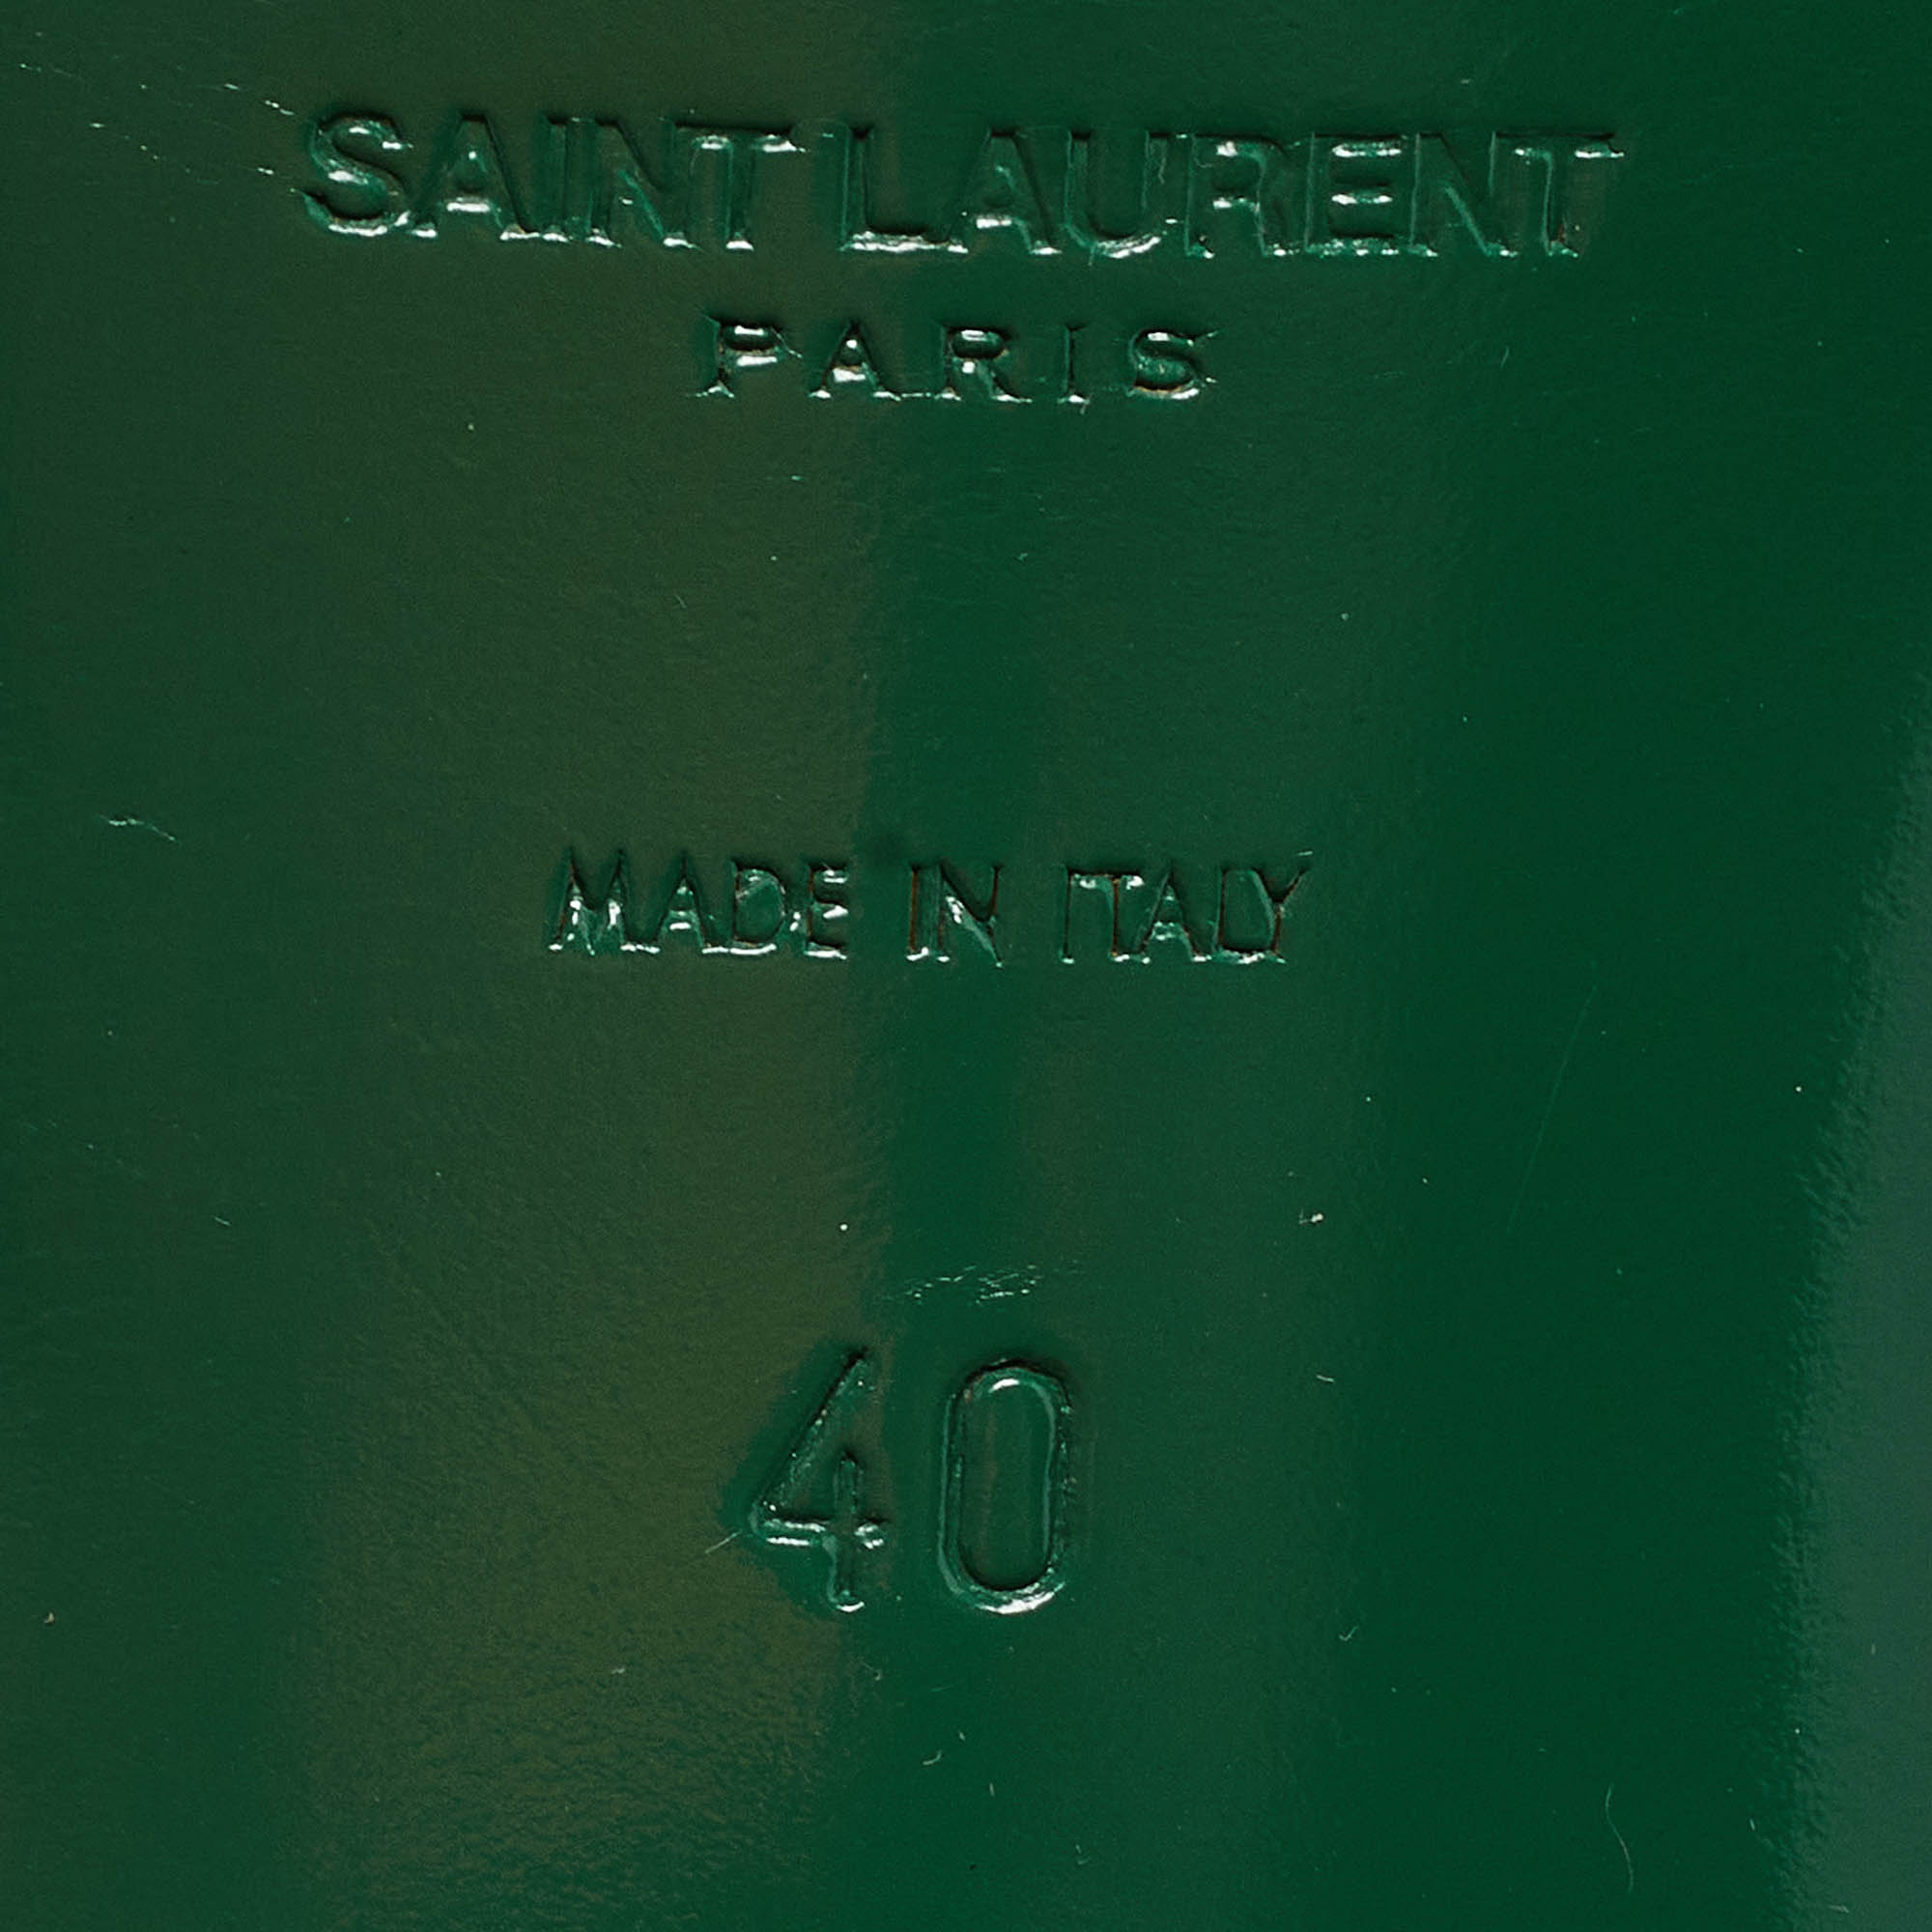 SAINT LAURENT
PARIS
MADE IN ITALY
40